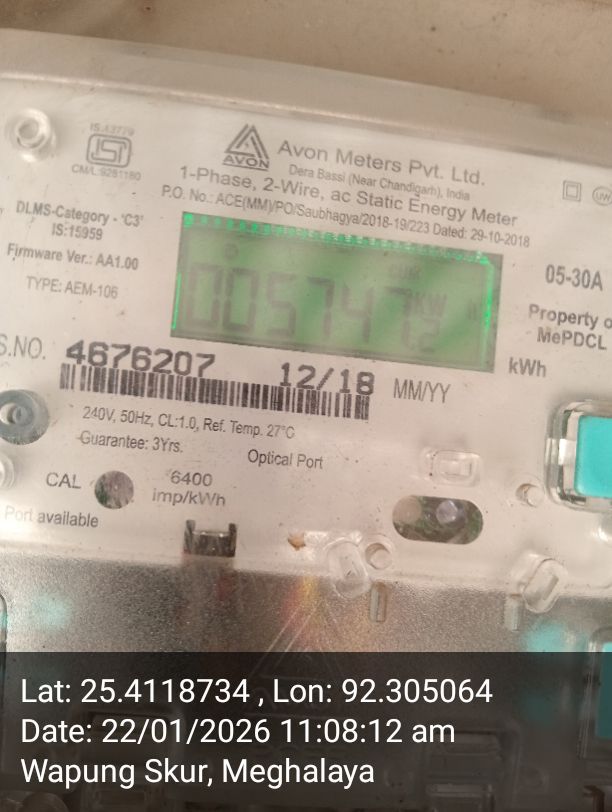 IS:13779
CM/L:9281180
AVON
Avon Meters Pvt. Ltd.
Dera Bassi (Near Chandigarh), India
1-Phase, 2-Wire, ac Static Energy Meter
P.O. No.: ACE(MM)/PO/Saubhagya/2018-19/223 Dated: 29-10-2018
DLMS-Category - 'C3'
IS:15959
Firmware Ver.: AA1.00
TYPE: AEM-106
CUM
005747
KW
05-30A
Property o
MePDCL
kWh
S.NO. 4676207 12/18 MM/YY
240V, 50Hz, CL:1.0, Ref. Temp. 27°C
Guarantee: 3Yrs.
Optical Port
CAL
6400
imp/kWh
Port available
Lat: 25.4118734 , Lon: 92.305064
Date: 22/01/2026 11:08:12 am
Wapung Skur, Meghalaya